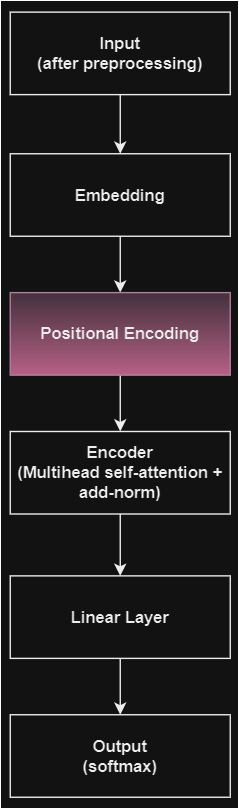 Input
(after preprocessing)
Embedding
Positional Encoding
Encoder
(Multihead self-attention +
add-norm)
Linear Layer
Output
(softmax)